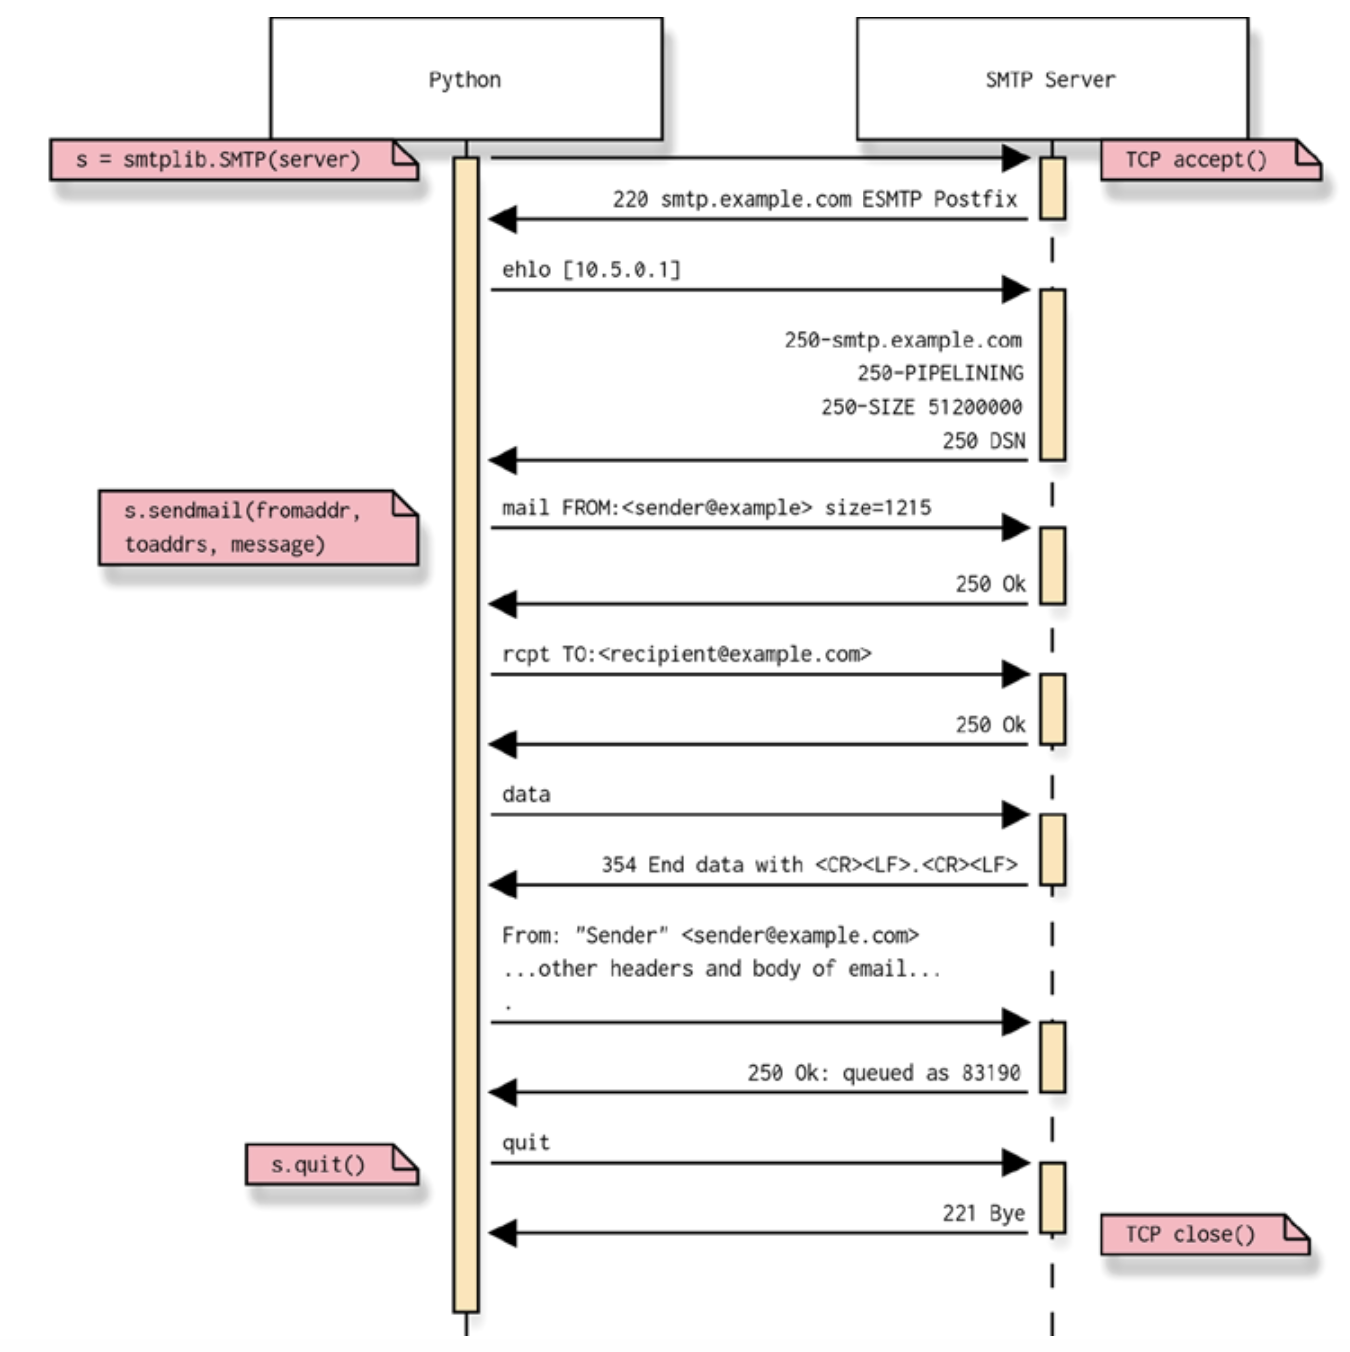 Python
SMTP Server
s = smtplib.SMTP(server)
TCP accept()
220 smtp.example.com ESMTP Postfix
ehlo [10.5.0.1]
250-smtp.example.com
250-PIPELINING
250-SIZE 51200000
250 DSN
s.sendmail(fromaddr,
toaddrs, message)
mail FROM:<sender@example> size=1215
250 Ok
rcpt TO:<recipient@example.com>
250 Ok
data
354 End data with <CR><LF>.<CR><LF>
From: "Sender" <sender@example.com>
...other headers and body of email...
.
250 Ok: queued as 83190
s.quit()
quit
221 Bye
TCP close()